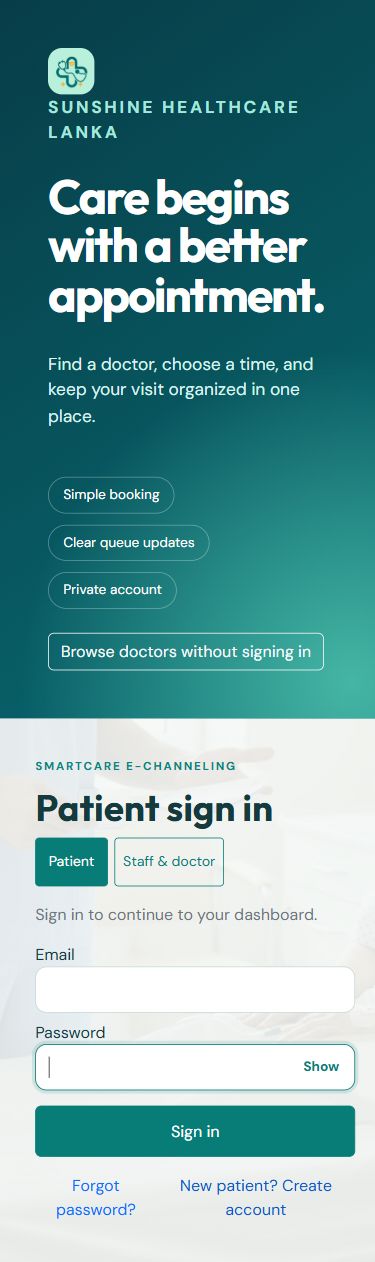 SUNSHINE HEALTHCARE
LANKA
Care begins
with a better
appointment.
Find a doctor, choose a time, and
keep your visit organized in one
place.
Simple booking
Clear queue updates
Private account
Browse doctors without signing in
SMARTCARE E-CHANNELING
Patient sign in
Patient
Staff & doctor
Sign in to continue to your dashboard.
Email
Password
Show
Sign in
Forgot
password?
New patient? Create
account